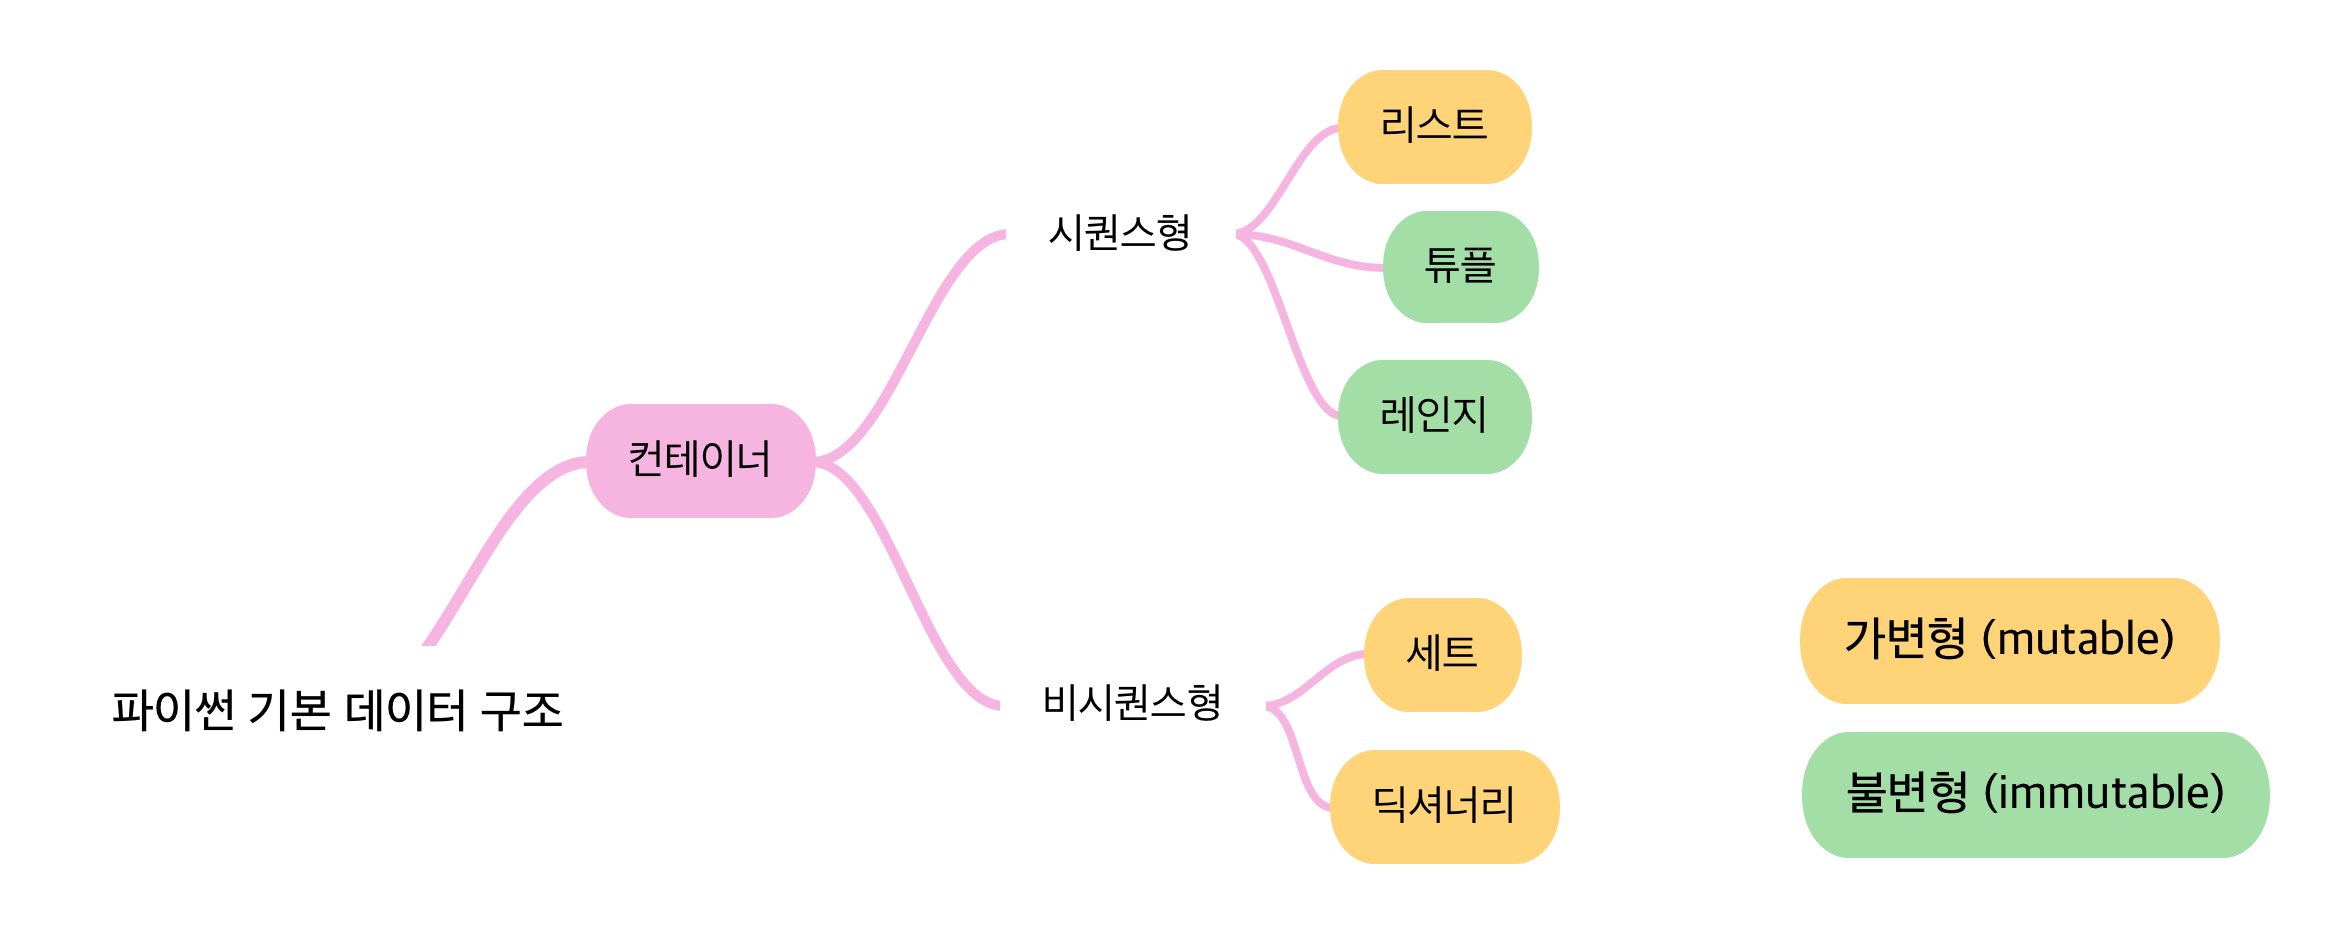 리스트
시퀀스형
튜플
레인지
컨테이너
파이썬 기본 데이터 구조
비시퀀스형
세트
딕셔너리
가변형 (mutable)
불변형 (immutable)